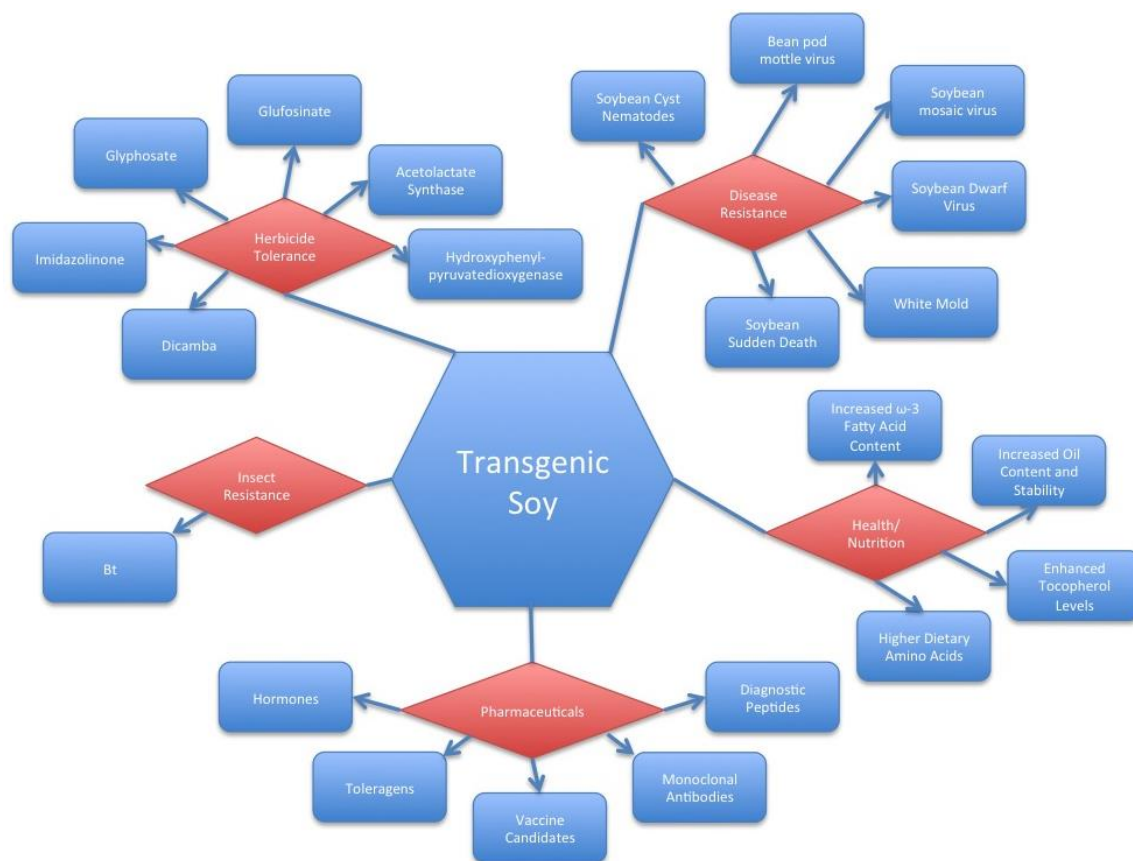 Bean pod
mottle virus
Soybean Cyst
Nematodes
Soybean
mosaic virus
Soybean Dwarf
Virus
Disease
Resistance
White Mold
Soybean
Sudden Death
Glufosinate
Glyphosate
Acetolactate
Synthase
Imidazolinone
Herbicide
Tolerance
Hydroxyphenyl-
pyruvatedioxygenase
Dicamba
Transgenic
Soy
Insect
Resistance
Bt
Increased ω-3
Fatty Acid
Content
Increased Oil
Content and
Stability
Health/
Nutrition
Enhanced
Tocopherol
Levels
Higher Dietary
Amino Acids
Hormones
Pharmaceuticals
Diagnostic
Peptides
Toleragens
Vaccine
Candidates
Monoclonal
Antibodies